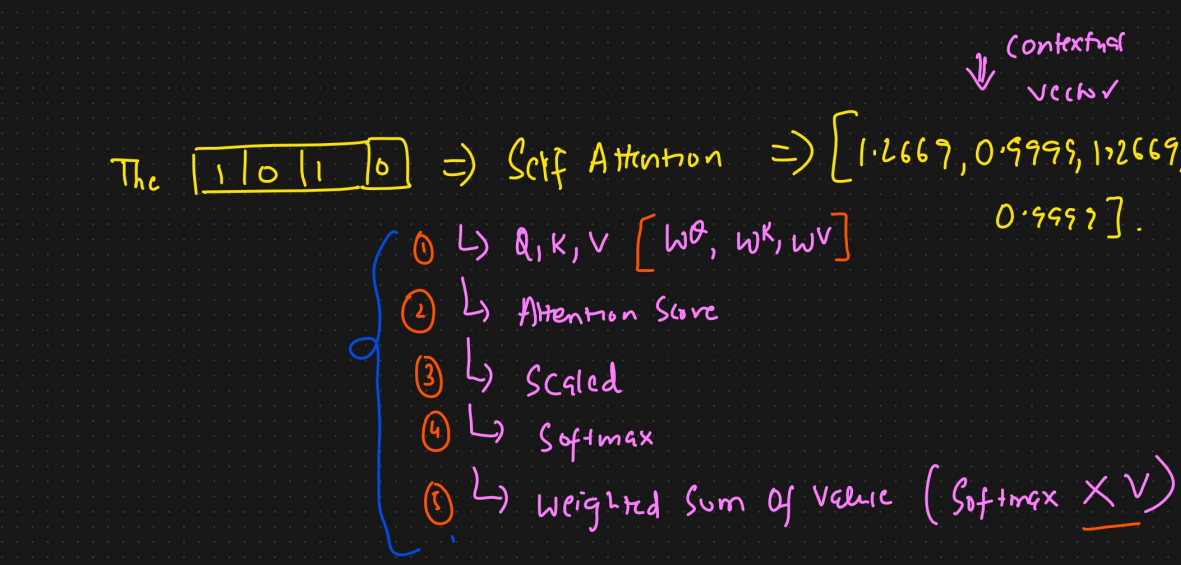 Contextual
vector
The 1 0 1 0 => Self Attention => [1.2669, 0.9999, 1.2669,
0.9999].
① ↳ Q, K, V [W^Q, W^K, W^V]
② ↳ Attention Score
③ ↳ Scaled
④ ↳ Softmax
⑤ ↳ Weighted Sum of Value (Softmax X V)